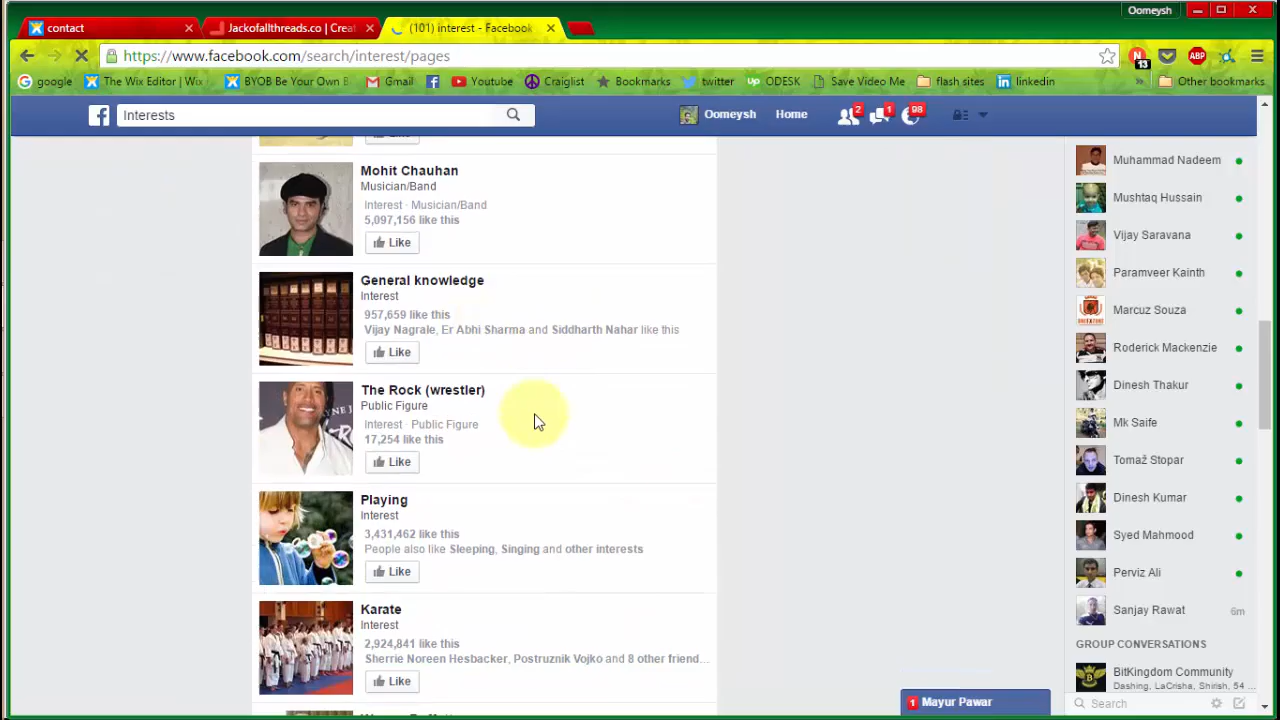 Oomeysh
contact
Jackofallthreads.co | Crea
(101) interest - Facebook
https://www.facebook.com/search/interest/pages
13
ABP
google
The Wix Editor | Wix
BYOB Be Your Own B
Gmail
Youtube
Craiglist
Bookmarks
twitter
ODESK
Save Video Me
flash sites
linkedin
»
Other bookmarks
Interests
Oomeysh
Home
2
1
98
Mohit Chauhan
Musician/Band
Interest · Musician/Band
5,097,156 like this
Like
General knowledge
Interest
957,659 like this
Vijay Nagrale, Er Abhi Sharma and Siddharth Nahar like this
Like
The Rock (wrestler)
Public Figure
Interest · Public Figure
17,254 like this
Like
Playing
Interest
3,431,462 like this
People also like Sleeping, Singing and other interests
Like
Karate
Interest
2,924,841 like this
Sherrie Noreen Hesbacker, Postruznik Vojko and 8 other friend...
Like
Muhammad Nadeem
Mushtaq Hussain
Vijay Saravana
Paramveer Kainth
Marcuz Souza
Roderick Mackenzie
Dinesh Thakur
Mk Saife
Tomaž Stopar
Dinesh Kumar
Syed Mahmood
Perviz Ali
Sanjay Rawat 6m
GROUP CONVERSATIONS
BitKingdom Community
Dashing, LaCrisha, Shirish, 54 ...
1 Mayur Pawar
Search